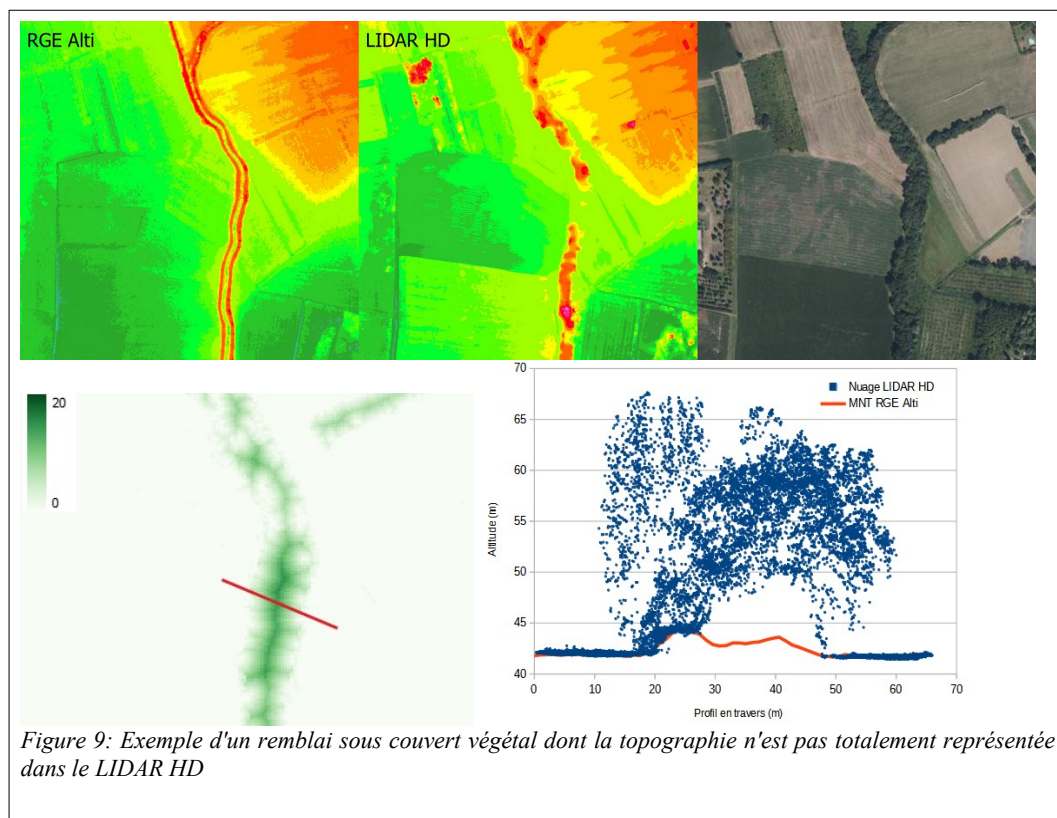 RGE Alti
LIDAR HD
20
0
70
65
60
55
50
45
40
Altitude (m)
Nuage LIDAR HD
MNT RGE Alti
0 10 20 30 40 50 60 70
Profil en travers (m)
Figure 9: Exemple d'un remblai sous couvert végétal dont la topographie n'est pas totalement représentée
dans le LIDAR HD